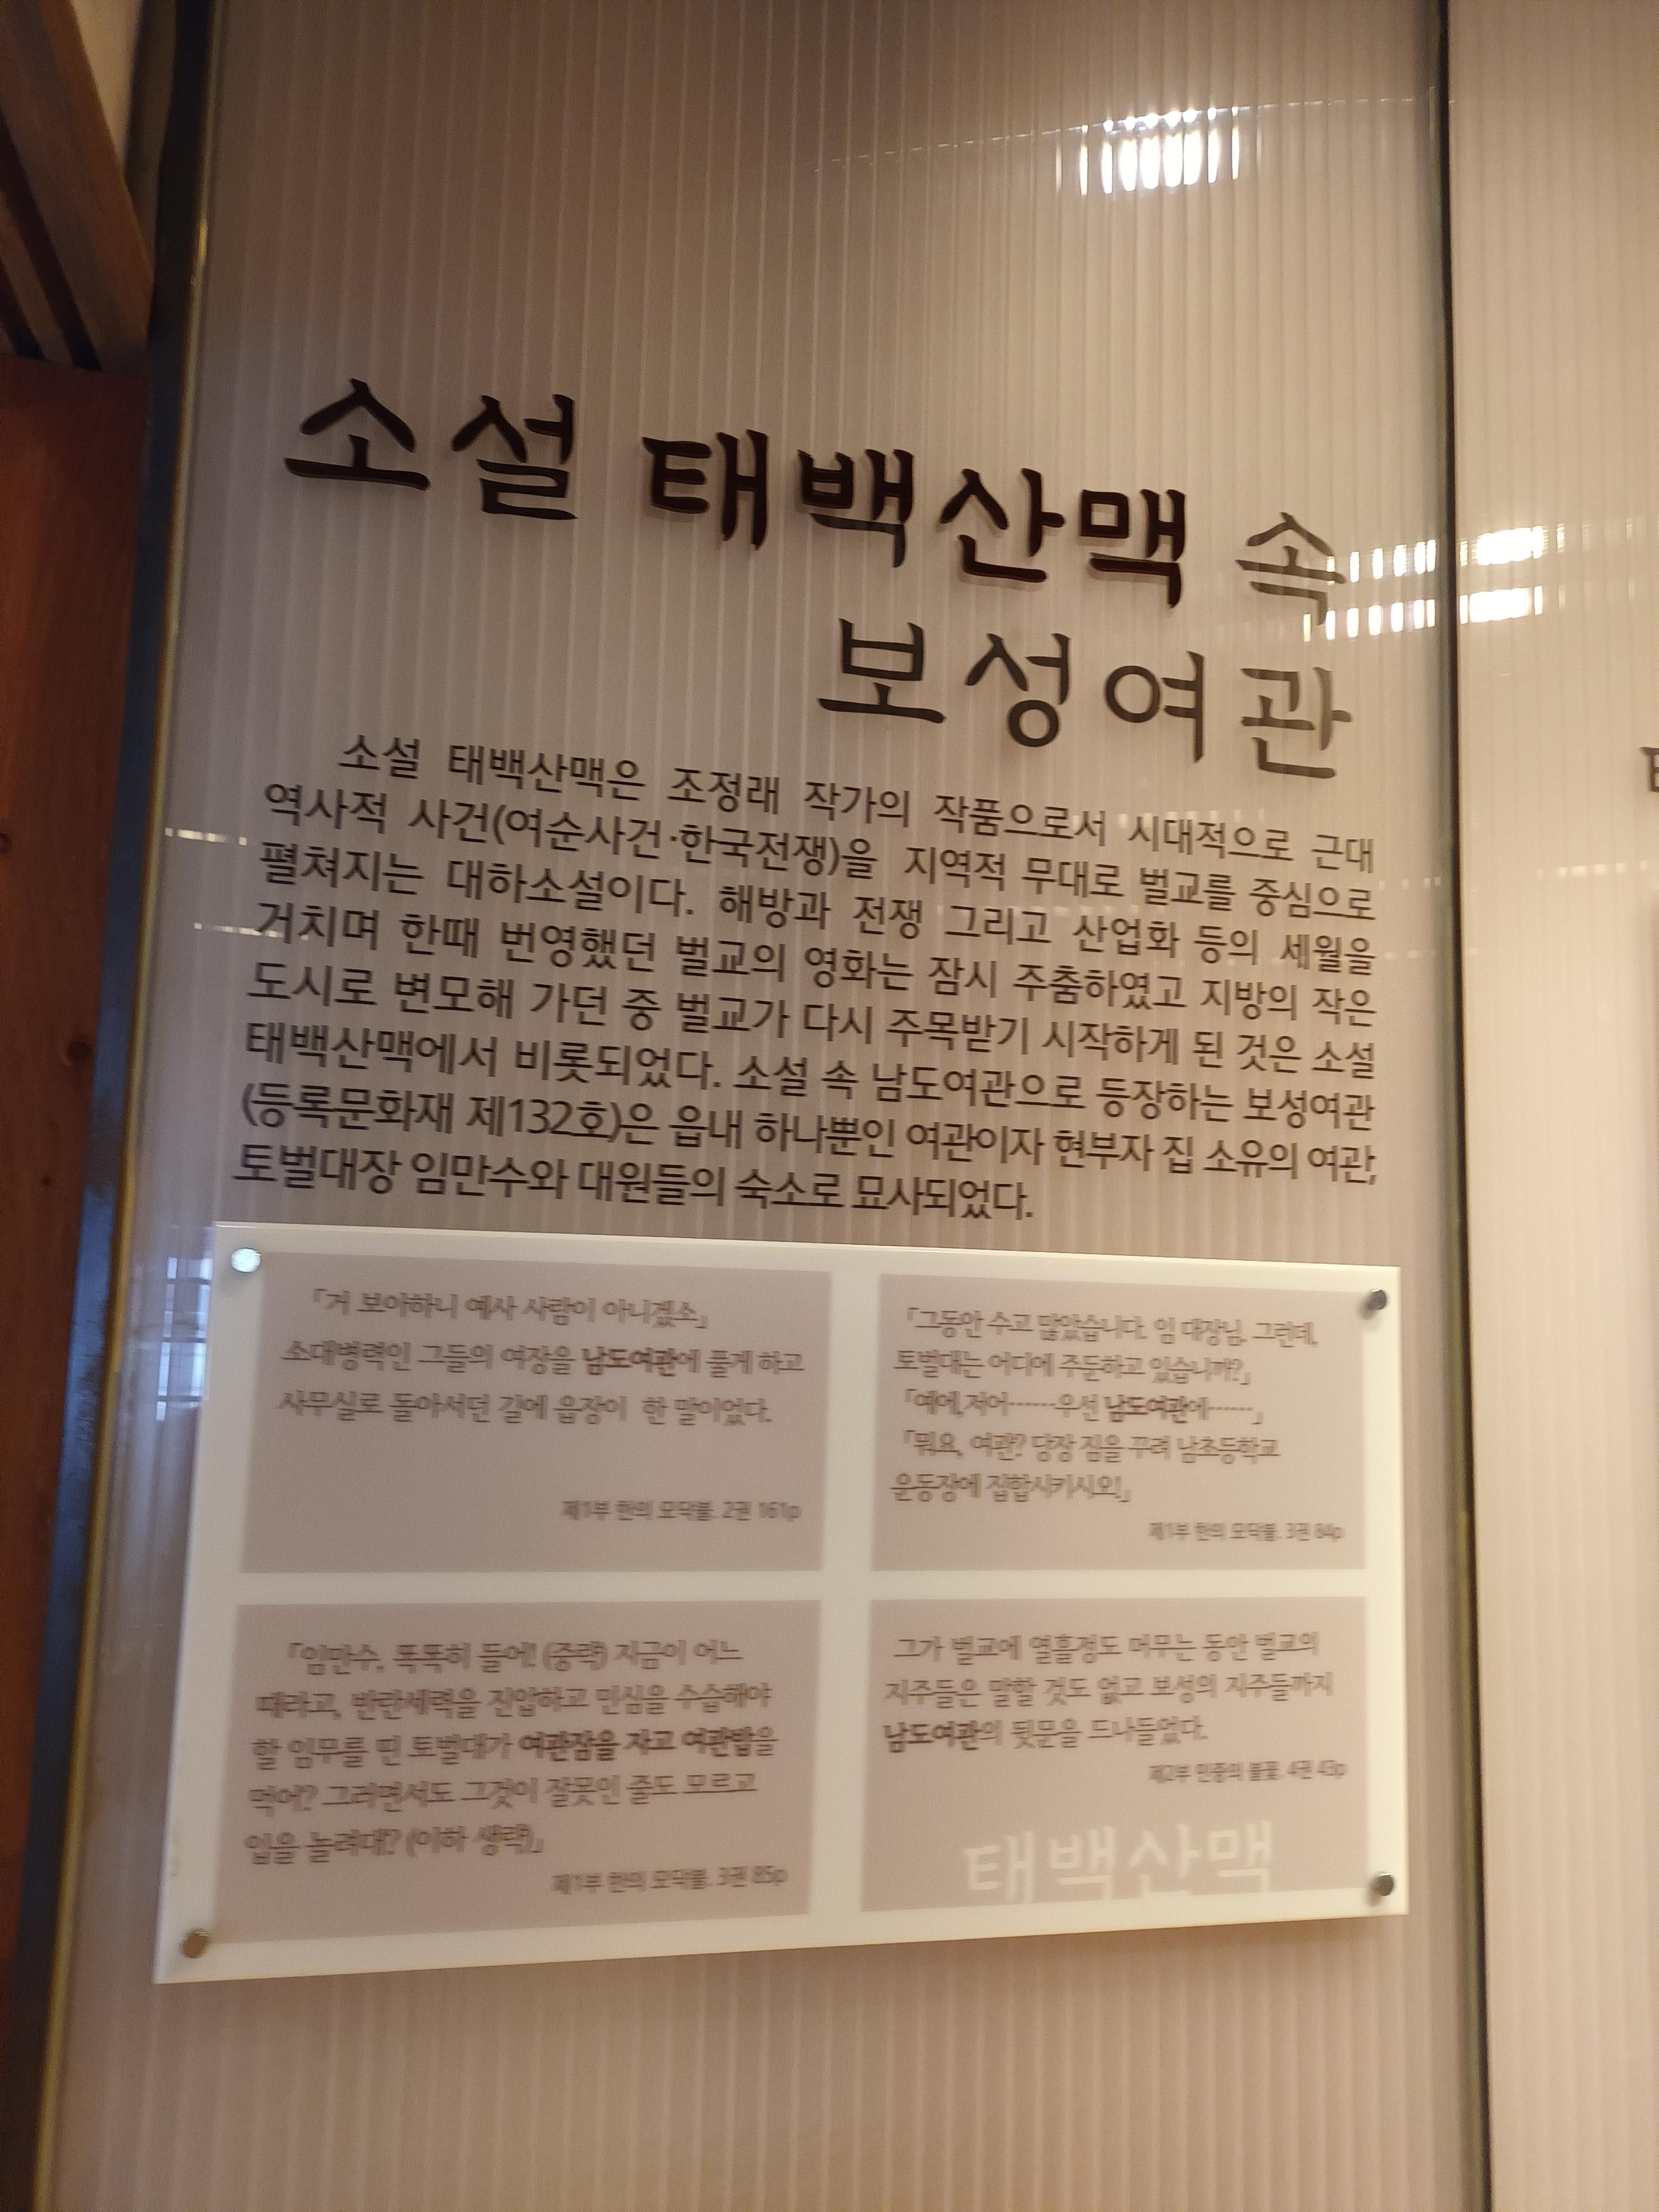 소설 태백산맥 속
보성여관
소설 태백산맥은 조정래 작가의 작품으로서 시대적으로 근대
역사적 사건(여순사건·한국전쟁)을 지역적 무대로 벌교를 중심으로
펼쳐지는 대하소설이다. 해방과 전쟁 그리고 산업화 등의 세월을
거치며 한때 번영했던 벌교의 영화는 잠시 주춤하였고 지방의 작은
도시로 변모해 가던 중 벌교가 다시 주목받기 시작하게 된 것은 소설
태백산맥에서 비롯되었다. 소설 속 남도여관으로 등장하는 보성여관
(등록문화재 제132호)은 읍내 하나뿐인 여관이자 현부자 집 소유의 여관,
토벌대장 임만수와 대원들의 숙소로 묘사되었다.
「거 보아하니 예사 사람이 아니겠소」
소대병력인 그들의 여장을 남도여관에 풀게 하고
사무실로 돌아서던 길에 읍장이 한 말이었다.
제1부 한의 모닥불. 2권 161p
「그동안 수고 많았습니다. 임 대장님. 그런데,
토벌대는 어디에 주둔하고 있습니까?」
「예에,저어……우선 남도여관에……」
「뭐요, 여관? 당장 짐을 꾸려 남초등학교
운동장에 집합시키시오!」
제1부 한의 모닥불. 3권 84p
「임만수, 똑똑히 들어! (중략) 지금이 어느
때라고, 반란세력을 진압하고 민심을 수습해야
할 임무를 띤 토벌대가 여관잠을 자고 여관밥을
먹어? 그러면서도 그것이 잘못인 줄도 모르고
입을 놀려대? (이하 생략)」
제1부 한의 모닥불. 3권 85p
그가 벌교에 열흘정도 머무는 동안 벌교의
지주들은 말할 것도 없고 보성의 지주들까지
남도여관의 뒷문을 드나들었다.
제2부 민중의 불꽃. 4권 43p
태백산맥